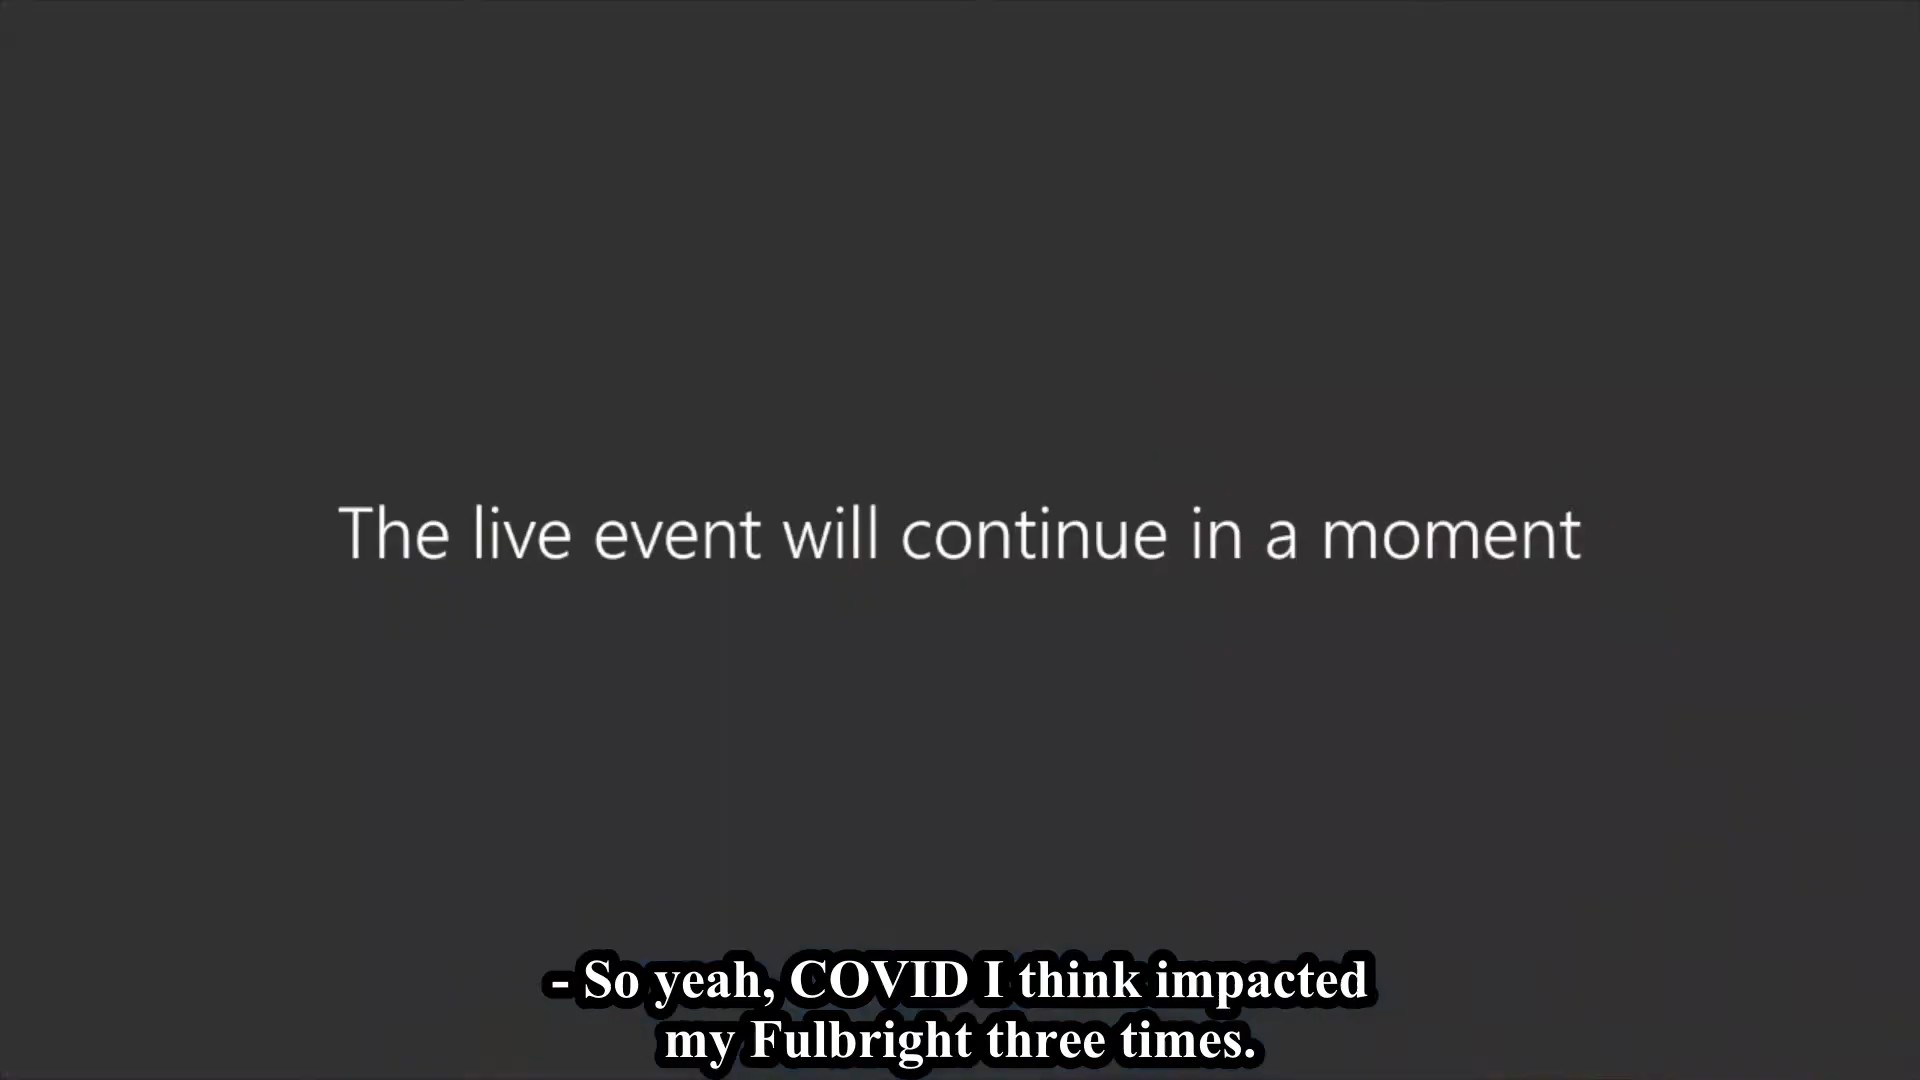 The live event will continue in a moment
- So yeah, COVID I think impacted
my Fulbright three times.